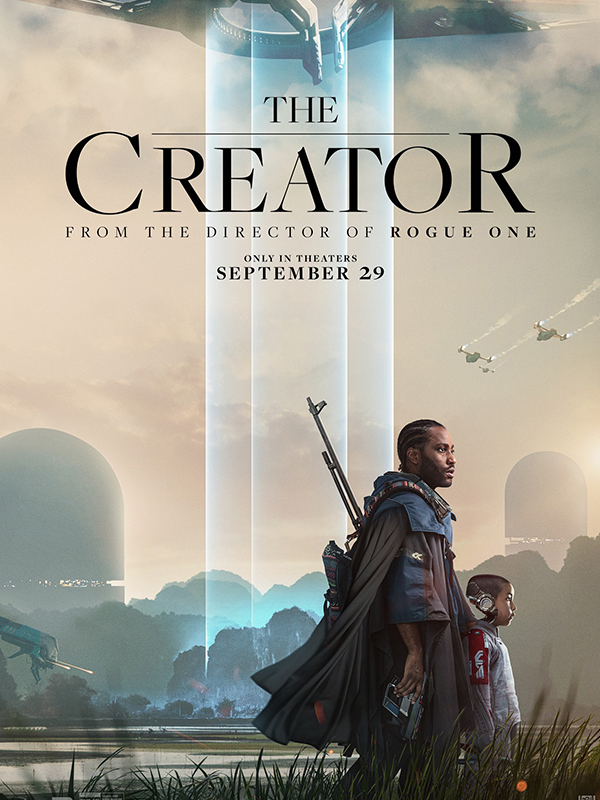 THE
CREATOR
FROM THE DIRECTOR OF ROGUE ONE
ONLY IN THEATERS
SEPTEMBER 29